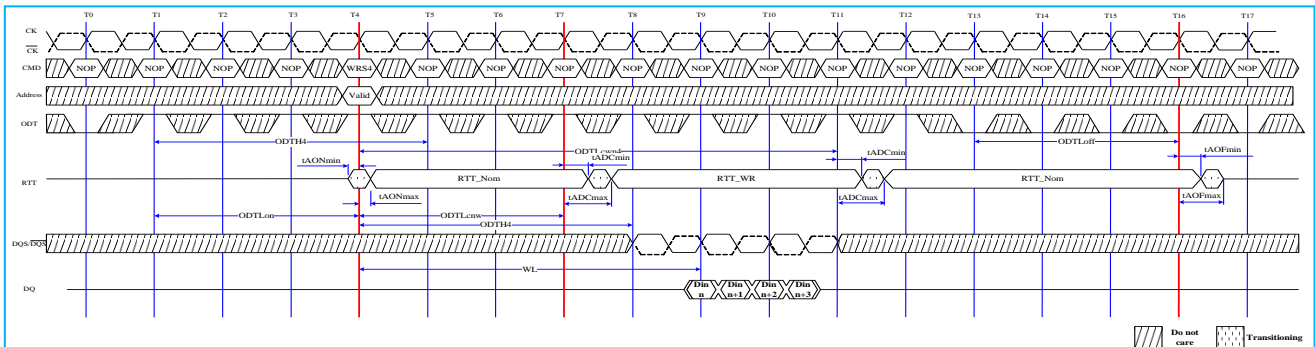 T0 T1 T2 T3 T4 T5 T6 T7 T8 T9 T10 T11 T12 T13 T14 T15 T16 T17
CK
CK
CMD NOP NOP NOP NOP WRS4 NOP NOP NOP NOP NOP NOP NOP NOP NOP NOP NOP NOP NOP
Address Valid
ODT
ODTH4 ODTLcwn4 tADCmin ODTLoff tAOFmin
tAONmin
RTT RTT_Nom RTT_WR RTT_Nom
tAONmax tADCmax tADCmax tAOFmax
ODTLon ODTLcnw
ODTH4
DQS/DQS
WL
DQ Din n Din n+1 Din n+2 Din n+3
Do not care Transitioning